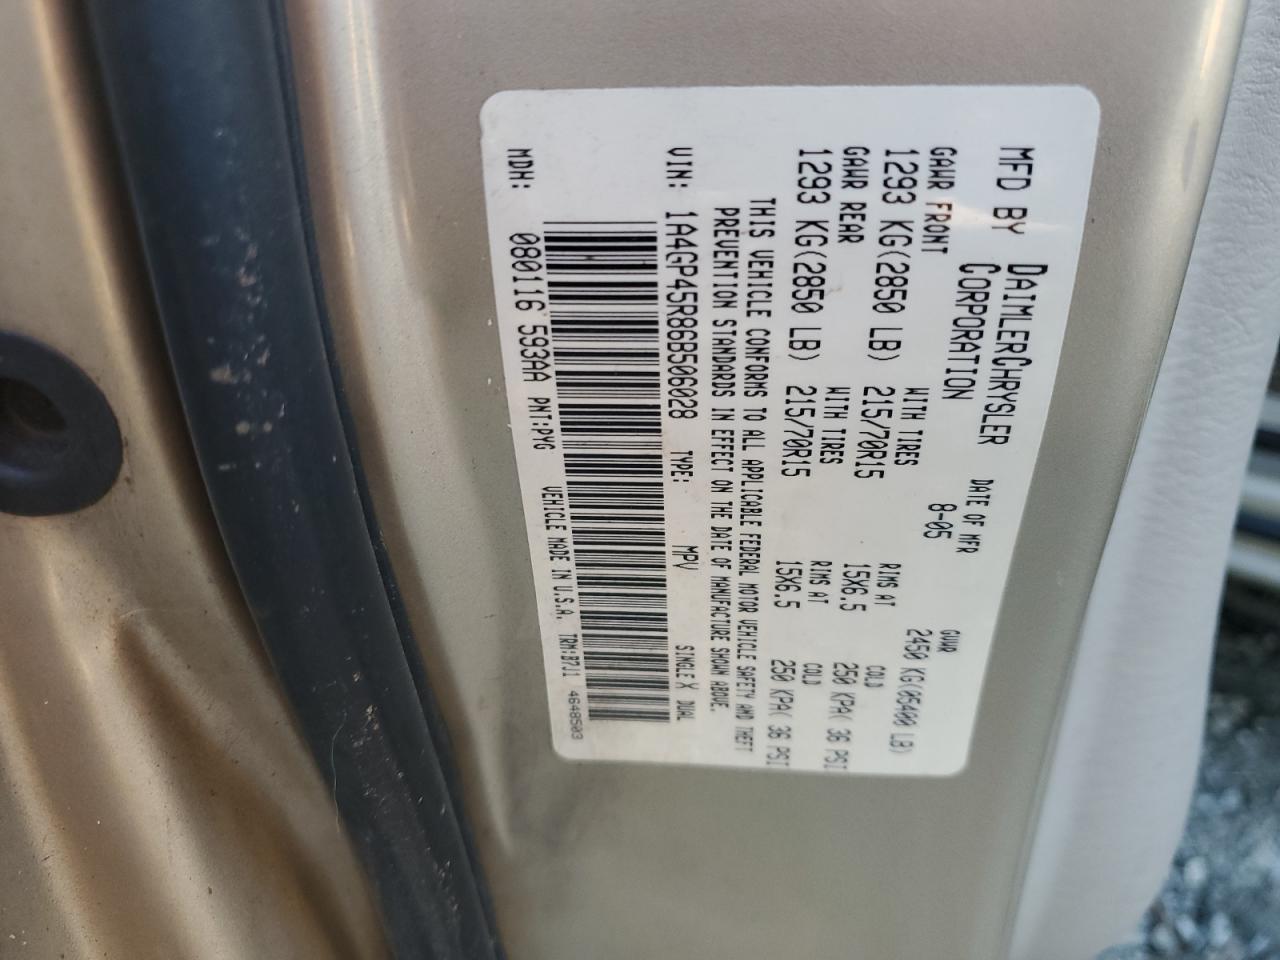 MFD BY DAIMLERCHRYSLER CORPORATION
DATE OF MFR 8-05
GVWR 2450 KG(05400 LB)
GAWR FRONT WITH TIRES RIMS AT COLD
1293 KG(2850 LB) 215/70R15 15X6.5 250 KPA( 36 PSI
GAWR REAR WITH TIRES RIMS AT COLD
1293 KG(2850 LB) 215/70R15 15X6.5 250 KPA( 36 PSI
THIS VEHICLE CONFORMS TO ALL APPLICABLE FEDERAL MOTOR VEHICLE SAFETY AND THEFT
PREVENTION STANDARDS IN EFFECT ON THE DATE OF MANUFACTURE SHOWN ABOVE.
VIN: 1A4GP45R86B506028 TYPE: MPV SINGLE X DUAL
MDH: 080116 593AA PNT:PYG VEHICLE MADE IN U.S.A. TRM:B7J1 4648503